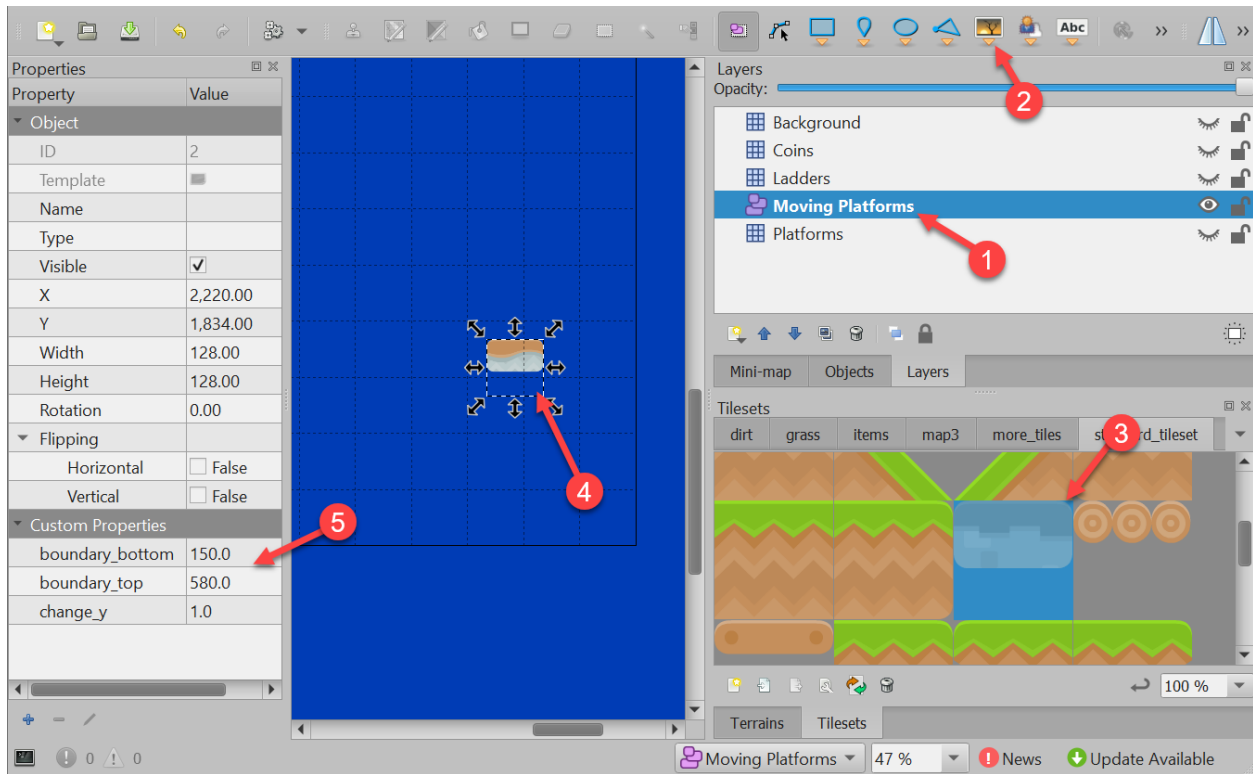 Abc
»
»
Properties
Property Value
Object
ID 2
Template
Name
Type
Visible
X 2,220.00
Y 1,834.00
Width 128.00
Height 128.00
Rotation 0.00
Flipping
Horizontal False
Vertical False
Custom Properties
boundary_bottom 150.0
boundary_top 580.0
change_y 1.0
5
4
Layers
Opacity:
2
Background
Coins
Ladders
Moving Platforms
Platforms
1
Mini-map Objects Layers
Tilesets
dirt grass items map3 more_tiles
3
100 %
Terrains Tilesets
0 0
Moving Platforms 47 % News Update Available